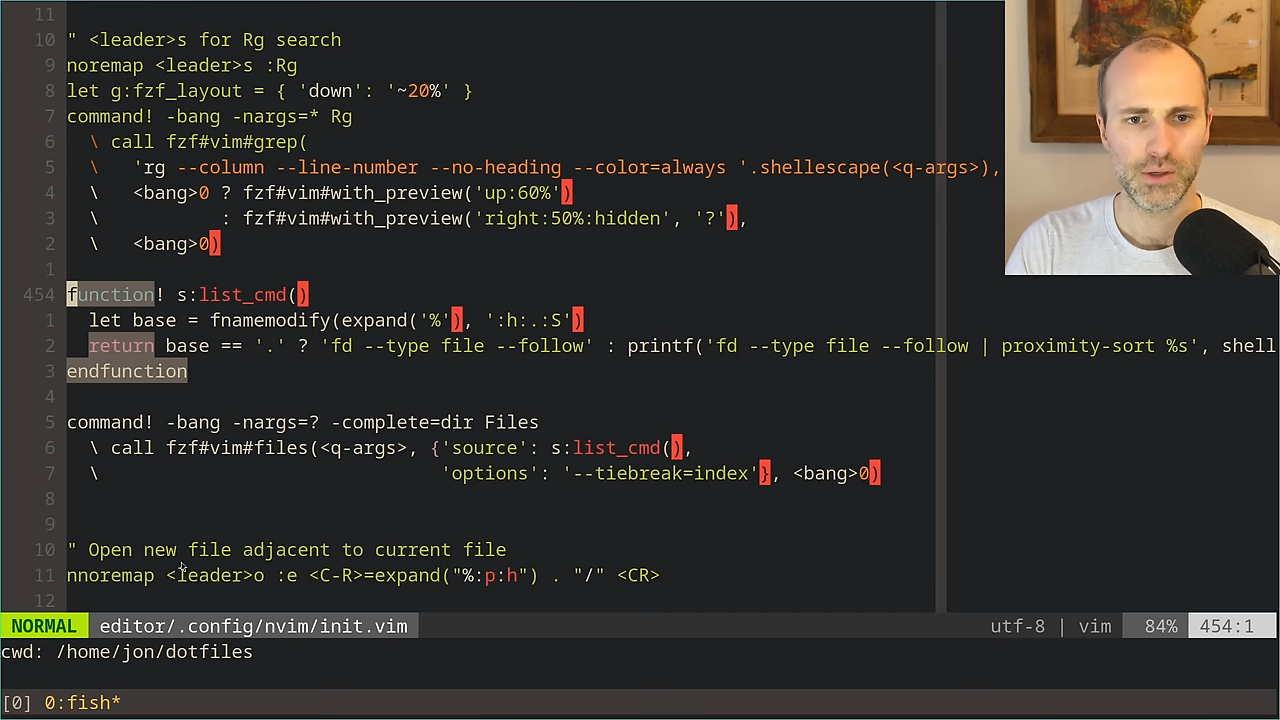 11
10 " <leader>s for Rg search
9 noremap <leader>s :Rg
8 let g:fzf_layout = { 'down': '~20%' }
7 command! -bang -nargs=* Rg
6   \ call fzf#vim#grep(
5   \   'rg --column --line-number --no-heading --color=always '.shellescape(<q-args>),
4   \   <bang>0 ? fzf#vim#with_preview('up:60%')
3   \           : fzf#vim#with_preview('right:50%:hidden', '?'),
2   \   <bang>0)
1
454 function! s:list_cmd()
1   let base = fnamemodify(expand('%'), ':h:.:S')
2   return base == '.' ? 'fd --type file --follow' : printf('fd --type file --follow | proximity-sort %s', shell
3 endfunction
4
5 command! -bang -nargs=? -complete=dir Files
6   \ call fzf#vim#files(<q-args>, {'source': s:list_cmd(),
7   \                               'options': '--tiebreak=index'}, <bang>0)
8
9
10 " Open new file adjacent to current file
11 nnoremap <leader>o :e <C-R>=expand("%:p:h") . "/" <CR>
12
NORMAL editor/.config/nvim/init.vim utf-8 | vim 84% 454:1
cwd: /home/jon/dotfiles
[0] 0:fish*